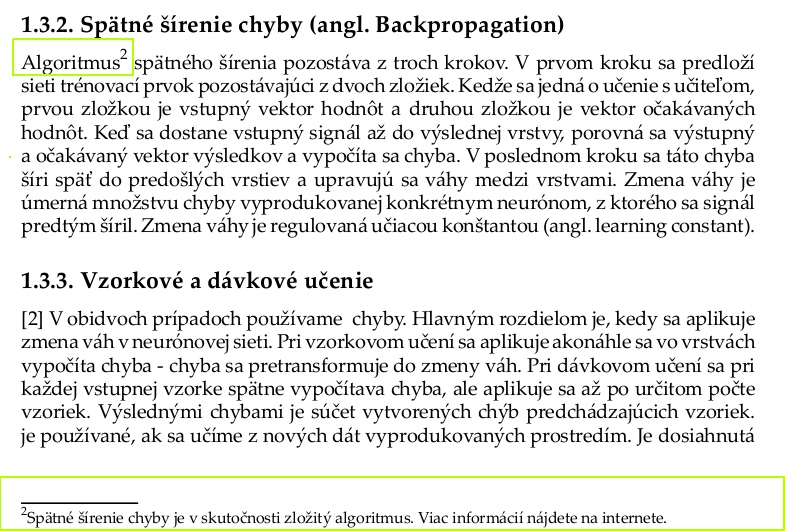 1.3.2. Spätné šírenie chyby (angl. Backpropagation)
Algoritmus² spätného šírenia pozostáva z troch krokov. V prvom kroku sa predloží
sieti trénovací prvok pozostávajúci z dvoch zložiek. Kedže sa jedná o učenie s učiteľom,
prvou zložkou je vstupný vektor hodnôt a druhou zložkou je vektor očakávaných
hodnôt. Keď sa dostane vstupný signál až do výslednej vrstvy, porovná sa výstupný
a očakávaný vektor výsledkov a vypočíta sa chyba. V poslednom kroku sa táto chyba
šíri späť do predošlých vrstiev a upravujú sa váhy medzi vrstvami. Zmena váhy je
úmerná množstvu chyby vyprodukovanej konkrétnym neurónom, z ktorého sa signál
predtým šíril. Zmena váhy je regulovaná učiacou konštantou (angl. learning constant).
1.3.3. Vzorkové a dávkové učenie
[2] V obidvoch prípadoch používame chyby. Hlavným rozdielom je, kedy sa aplikuje
zmena váh v neurónovej sieti. Pri vzorkovom učení sa aplikuje akonáhle sa vo vrstvách
vypočíta chyba - chyba sa pretransformuje do zmeny váh. Pri dávkovom učení sa pri
každej vstupnej vzorke spätne vypočítava chyba, ale aplikuje sa až po určitom počte
vzoriek. Výslednými chybami je súčet vytvorených chýb predchádzajúcich vzoriek.
je používané, ak sa učíme z nových dát vyprodukovaných prostredím. Je dosiahnutá
²Spätné šírenie chyby je v skutočnosti zložitý algoritmus. Viac informácií nájdete na internete.